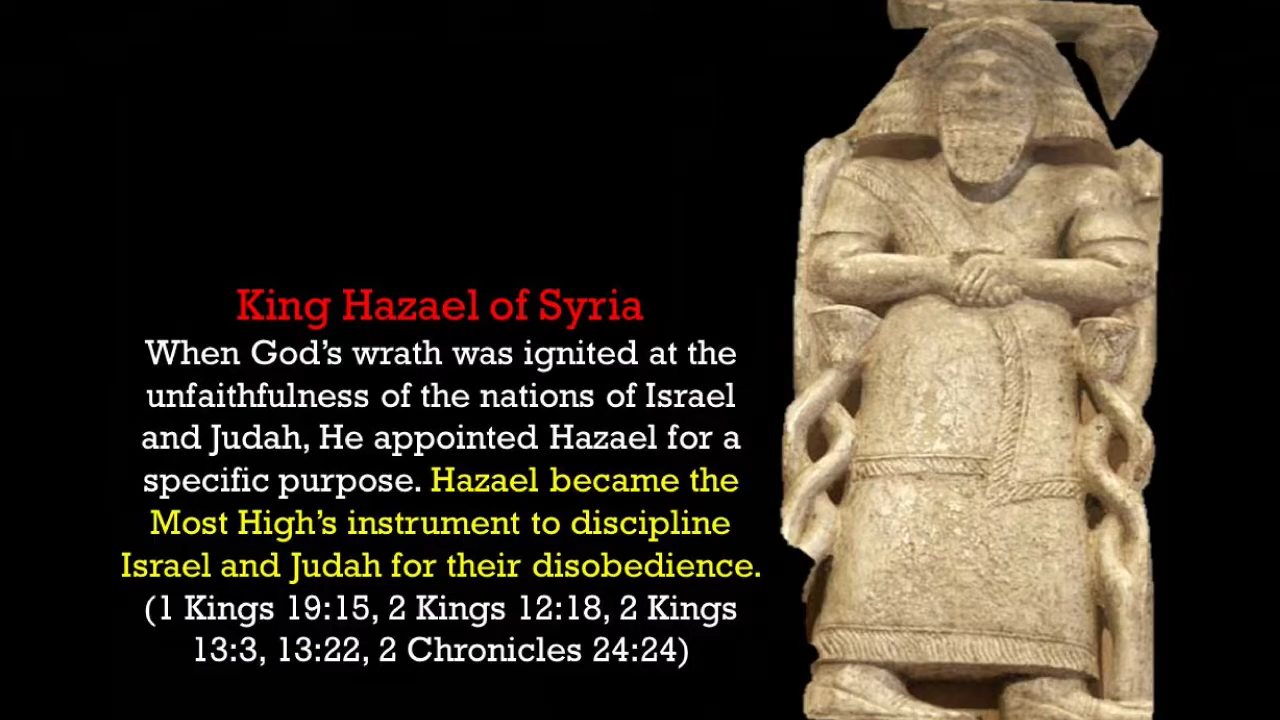 King Hazael of Syria
When God’s wrath was ignited at the
unfaithfulness of the nations of Israel
and Judah, He appointed Hazael for a
specific purpose. Hazael became the
Most High’s instrument to discipline
Israel and Judah for their disobedience.
(1 Kings 19:15, 2 Kings 12:18, 2 Kings
13:3, 13:22, 2 Chronicles 24:24)